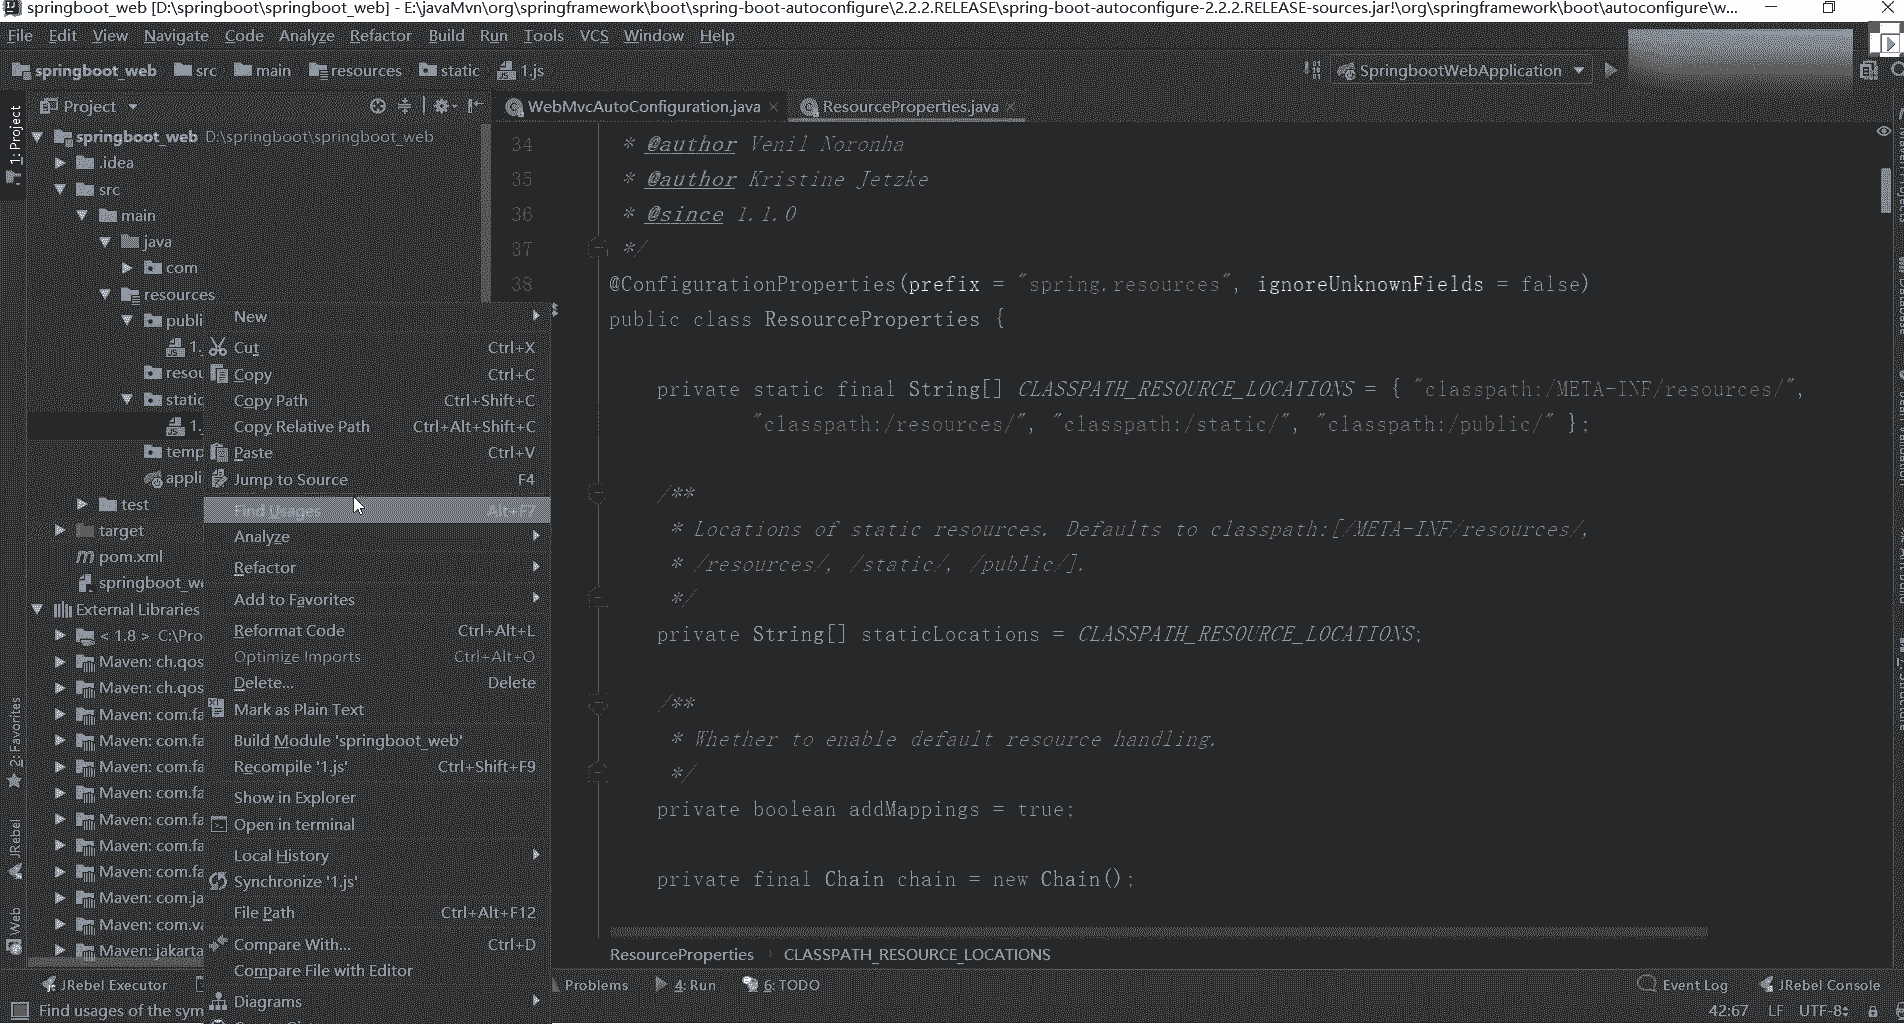 springboot_web [D:\springboot\springboot_web] - E:\javaMvn\org\springframework\boot\spring-boot-autoconfigure\2.2.2.RELEASE\spring-boot-autoconfigure-2.2.2.RELEASE-sources.jar!\org\springframework\boot\autoconfigure\w...
File Edit View Navigate Code Analyze Refactor Build Run Tools VCS Window Help
springboot_web src main resources static 1.js
SpringbootWebApplication
Project
WebMvcAutoConfiguration.java
ResourceProperties.java
1: Project
2: Favorites
JRebel
Web
springboot_web D:\springboot\springboot_web
.idea
src
main
java
com
resources
publi
1.
resou
static
1.
temp
appli
test
target
pom.xml
springboot_we
External Libraries
< 1.8 > C:\Pro
Maven: ch.qos
Maven: ch.qos
Maven: com.fa
Maven: com.fa
Maven: com.fa
Maven: com.fa
Maven: com.fa
Maven: com.fa
Maven: com.fa
Maven: com.ja
Maven: com.va
Maven: jakarta
New
Cut Ctrl+X
Copy Ctrl+C
Copy Path Ctrl+Shift+C
Copy Relative Path Ctrl+Alt+Shift+C
Paste Ctrl+V
Jump to Source F4
Find Usages Alt+F7
Analyze
Refactor
Add to Favorites
Reformat Code Ctrl+Alt+L
Optimize Imports Ctrl+Alt+O
Delete... Delete
Mark as Plain Text
Build Module 'springboot_web'
Recompile '1.js' Ctrl+Shift+F9
Show in Explorer
Open in terminal
Local History
Synchronize '1.js'
File Path Ctrl+Alt+F12
Compare With... Ctrl+D
Compare File with Editor
Diagrams
34 * @author Venil Noronha
35 * @author Kristine Jetzke
36 * @since 1.1.0
37 */
38 @ConfigurationProperties(prefix = "spring.resources", ignoreUnknownFields = false)
public class ResourceProperties {
private static final String[] CLASSPATH_RESOURCE_LOCATIONS = { "classpath:/META-INF/resources/",
"classpath:/resources/", "classpath:/static/", "classpath:/public/" };
/**
* Locations of static resources. Defaults to classpath:[/META-INF/resources/,
* /resources/, /static/, /public/].
*/
private String[] staticLocations = CLASSPATH_RESOURCE_LOCATIONS;
/**
* Whether to enable default resource handling.
*/
private boolean addMappings = true;
private final Chain chain = new Chain();
ResourceProperties CLASSPATH_RESOURCE_LOCATIONS
JRebel Executor Problems 4: Run 6: TODO Event Log JRebel Console
Find usages of the sym 42:67 LF UTF-8